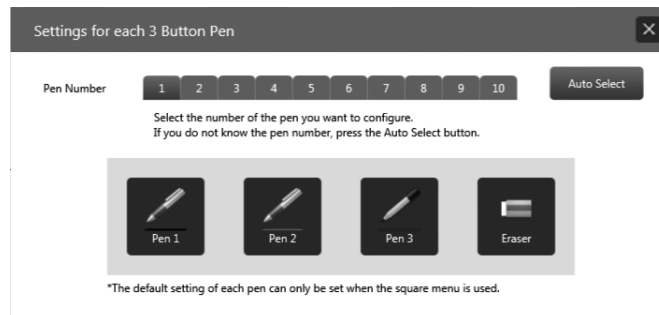 Settings for each 3 Button Pen
Pen Number 1 2 3 4 5 6 7 8 9 10 Auto Select
Select the number of the pen you want to configure.
If you do not know the pen number, press the Auto Select button.
Pen 1 Pen 2 Pen 3 Eraser
*The default setting of each pen can only be set when the square menu is used.